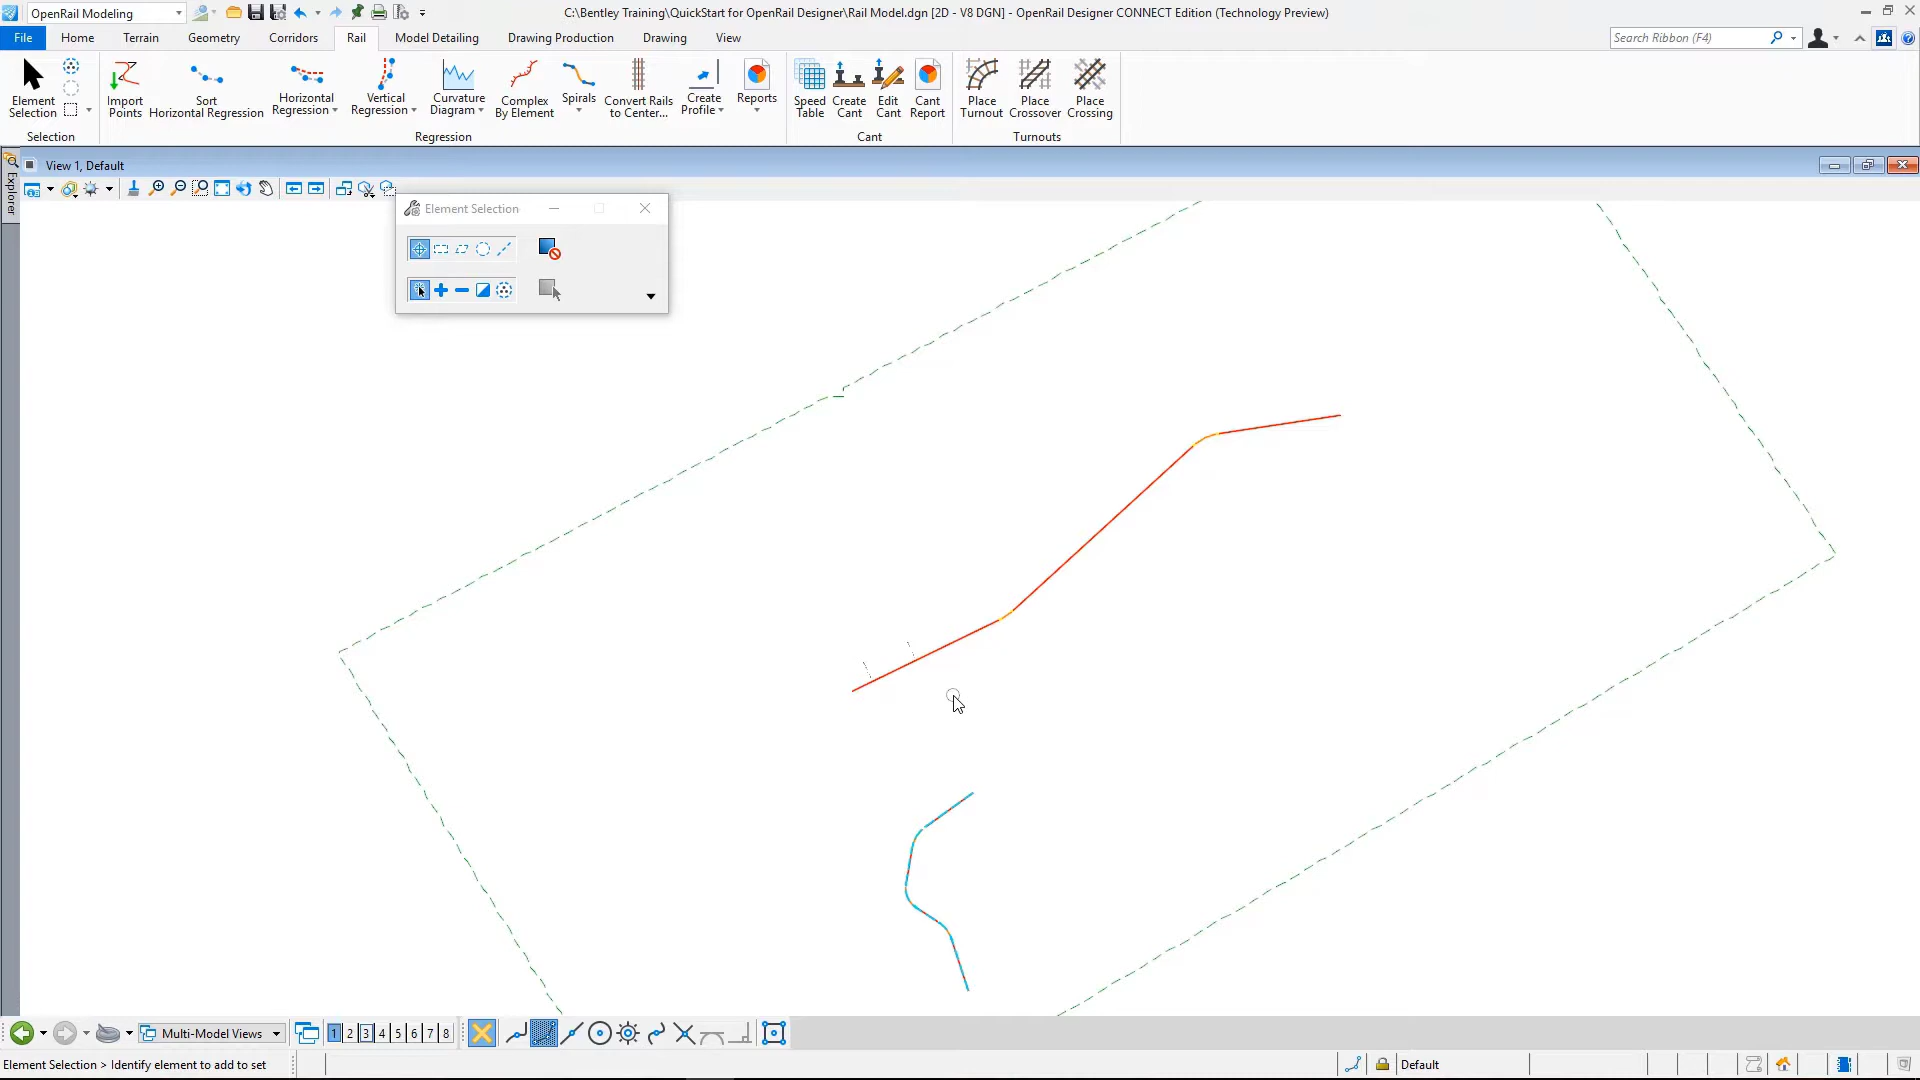 OpenRail Modeling
C:\Bentley Training\QuickStart for OpenRail Designer\Rail Model.dgn [2D - V8 DGN] - OpenRail Designer CONNECT Edition (Technology Preview)
File Home Terrain Geometry Corridors Rail Model Detailing Drawing Production Drawing View
Search Ribbon (F4)
Element Selection
Import Points
Sort Horizontal Regression
Horizontal Regression
Vertical Regression
Curvature Diagram
Complex By Element
Spirals
Convert Rails to Center...
Create Profile
Reports
Speed Table
Create Cant
Edit Cant
Cant Report
Place Turnout
Place Crossover
Place Crossing
Selection Regression Cant Turnouts
Explorer
View 1, Default
Element Selection
Multi-Model Views 1 2 3 4 5 6 7 8
Element Selection > Identify element to add to set
Default